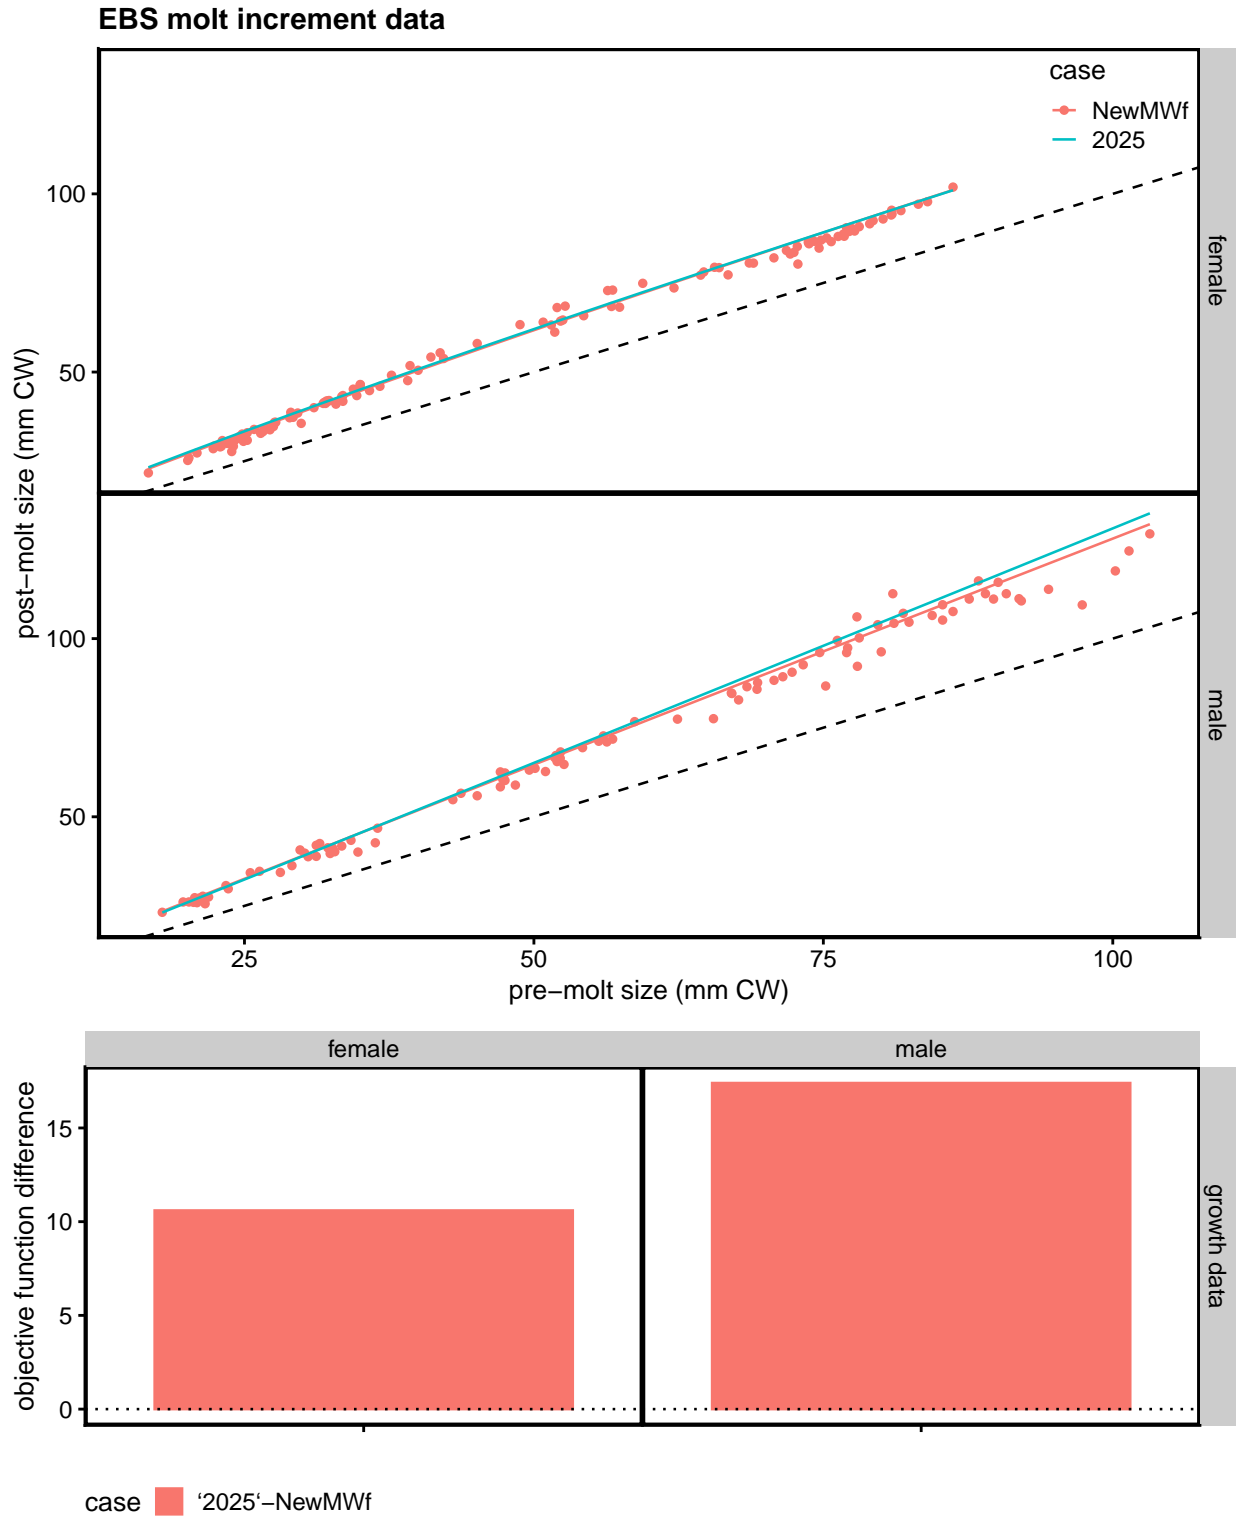 EBS molt increment data
case
NewMWf
2025
100
50
female
post−molt size (mm CW)
100
50
male
25
50
75
100
pre−molt size (mm CW)
female
male
15
10
5
0
objective function difference
growth data
case
‘2025‘−NewMWf